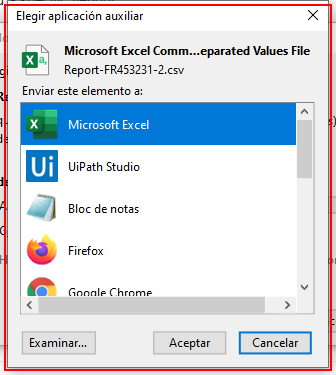 Elegir aplicación auxiliar
Microsoft Excel Comm...eparated Values File
Report-FR453231-2.csv
Enviar este elemento a:
Microsoft Excel
Ui
UiPath Studio
Bloc de notas
Firefox
Google Chrome
Examinar...
Aceptar
Cancelar